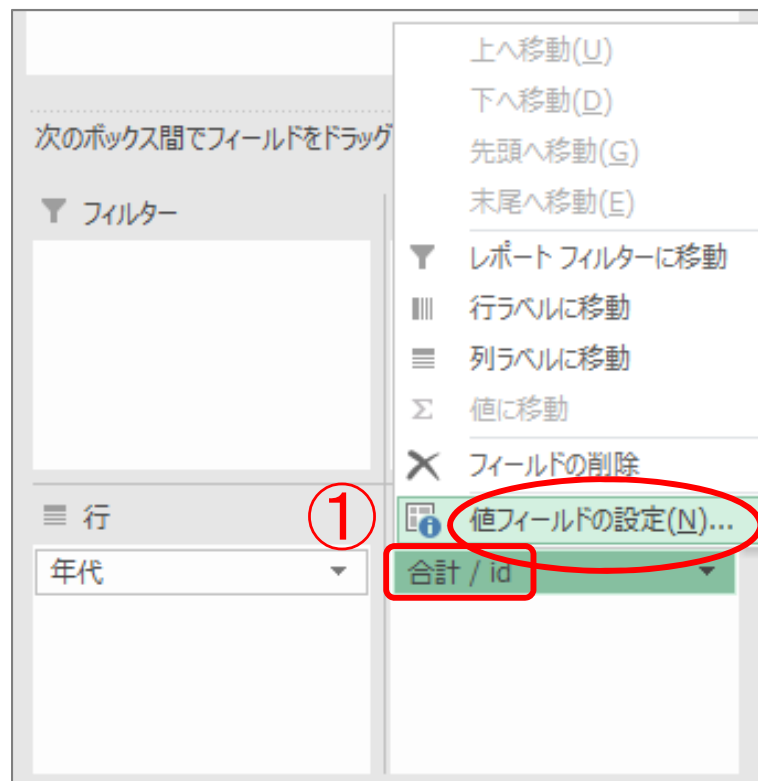 上へ移動(U)
下へ移動(D)
次のボックス間でフィールドをドラッグ
先頭へ移動(G)
末尾へ移動(E)
フィルター
レポート フィルターに移動
行ラベルに移動
列ラベルに移動
Σ 値に移動
フィールドの削除
行
① 値フィールドの設定(N)...
年代
合計 / id